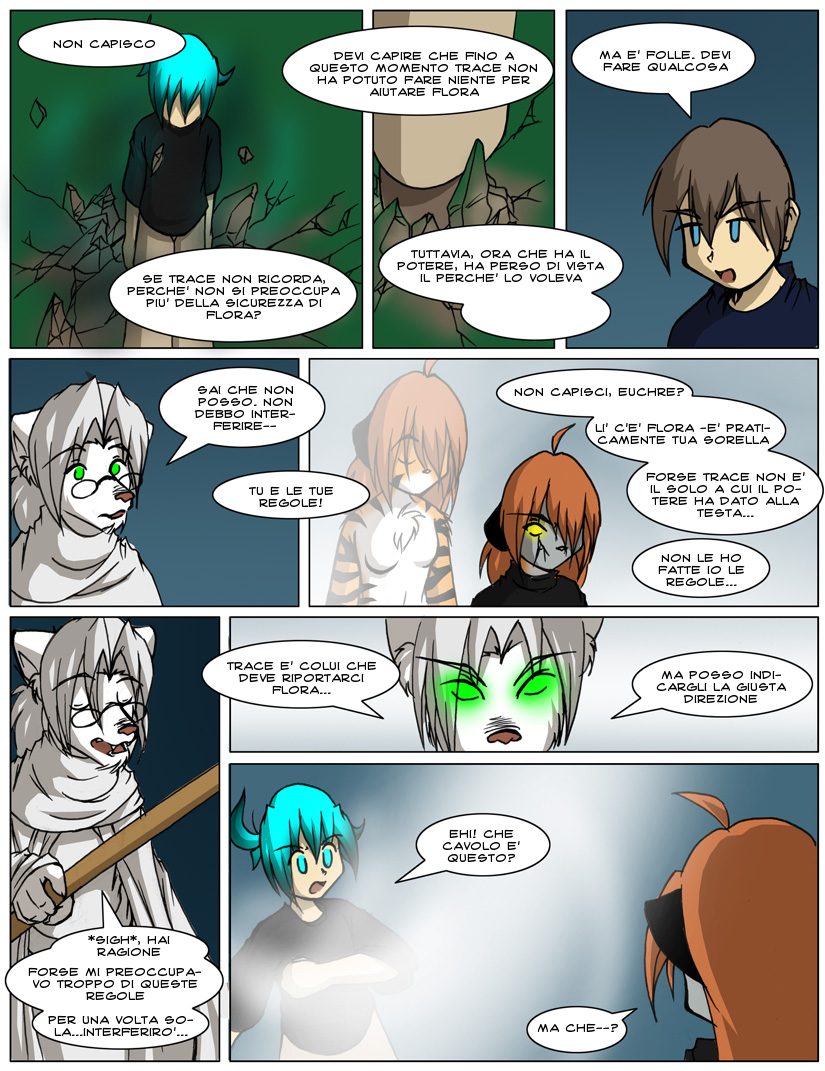 NON CAPISCO
SE TRACE NON RICORDA,
PERCHE' NON SI PREOCCUPA
PIU' DELLA SICUREZZA DI
FLORA?
DEVI CAPIRE CHE FINO A
QUESTO MOMENTO TRACE NON
HA POTUTO FARE NIENTE PER
AIUTARE FLORA
TUTTAVIA, ORA CHE HA IL
POTERE, HA PERSO DI VISTA
IL PERCHE' LO VOLEVA
MA E' FOLLE. DEVI
FARE QUALCOSA
SAI CHE NON
POSSO. NON
DEBBO INTER-
FERIRE--
TU E LE TUE
REGOLE!
NON CAPISCI, EUCHRE?
LI' C'E' FLORA -E' PRATI-
CAMENTE TUA SORELLA
FORSE TRACE NON E'
IL SOLO A CUI IL PO-
TERE HA DATO ALLA
TESTA...
NON LE HO
FATTE IO LE
REGOLE...
*SIGH*, HAI
RAGIONE
FORSE MI PREOCCUPA-
VO TROPPO DI QUESTE
REGOLE
PER UNA VOLTA SO-
LA...INTERFERIRO'...
TRACE E' COLUI CHE
DEVE RIPORTARCI
FLORA...
MA POSSO INDI-
CARGLI LA GIUSTA
DIREZIONE
EHI! CHE
CAVOLO E'
QUESTO?
MA CHE--?